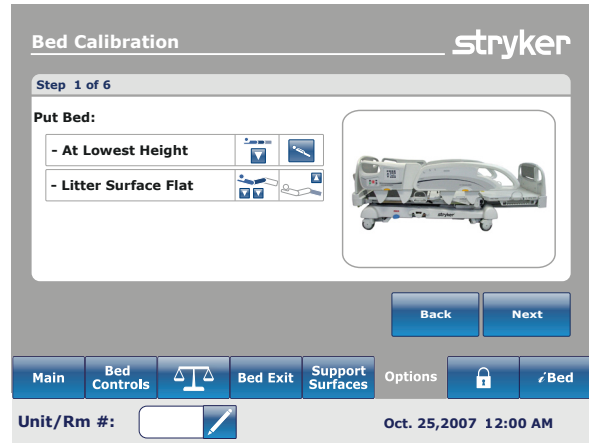 Bed Calibration
stryker
Step 1 of 6
Put Bed:
- At Lowest Height
- Litter Surface Flat
stryker
Back
Next
Main
Bed Controls
Bed Exit
Support Surfaces
Options
iBed
Unit/Rm #:
Oct. 25,2007 12:00 AM